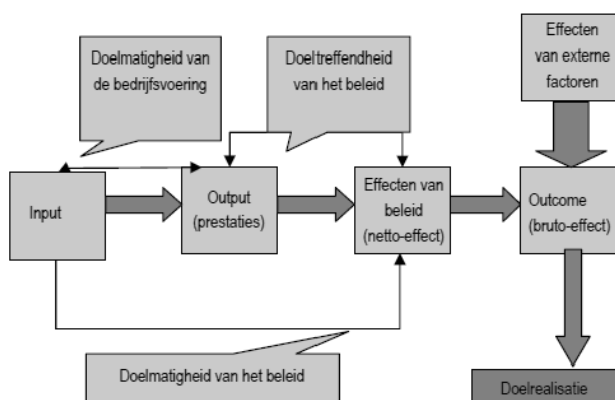 Doelmatigheid van
de bedrijfsvoering
Doeltreffendheid
van het beleid
Effecten
van externe
factoren
Input
Output
(prestaties)
Effecten van
beleid
(netto-effect)
Outcome
(bruto-effect)
Doelmatigheid van het beleid
Doelrealisatie